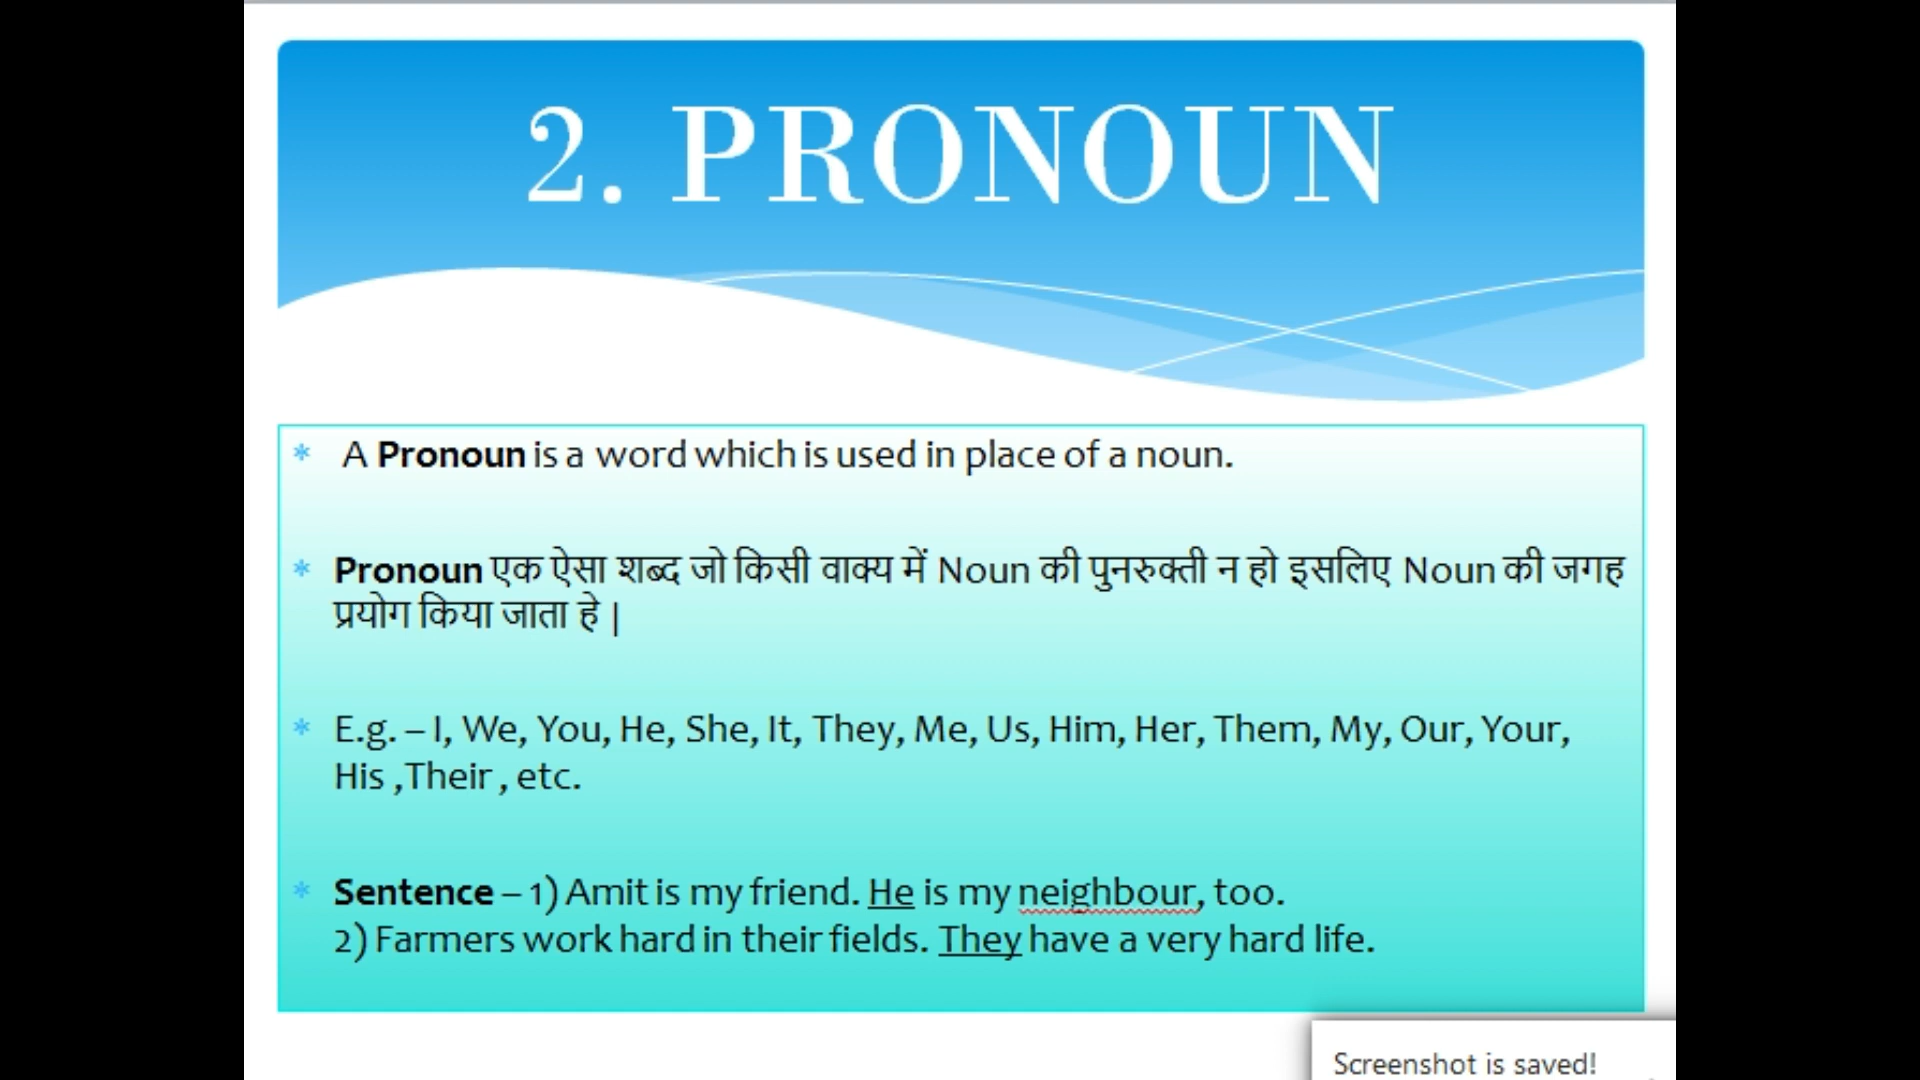 2. PRONOUN
* A Pronoun is a word which is used in place of a noun.
* Pronoun एक ऐसा शब्द जो किसी वाक्य में Noun की पुनरुक्ती न हो इसलिए Noun की जगह
प्रयोग किया जाता हे |
* E.g. – I, We, You, He, She, It, They, Me, Us, Him, Her, Them, My, Our, Your,
His ,Their , etc.
* Sentence – 1) Amit is my friend. He is my neighbour, too.
2) Farmers work hard in their fields. They have a very hard life.
Screenshot is saved!